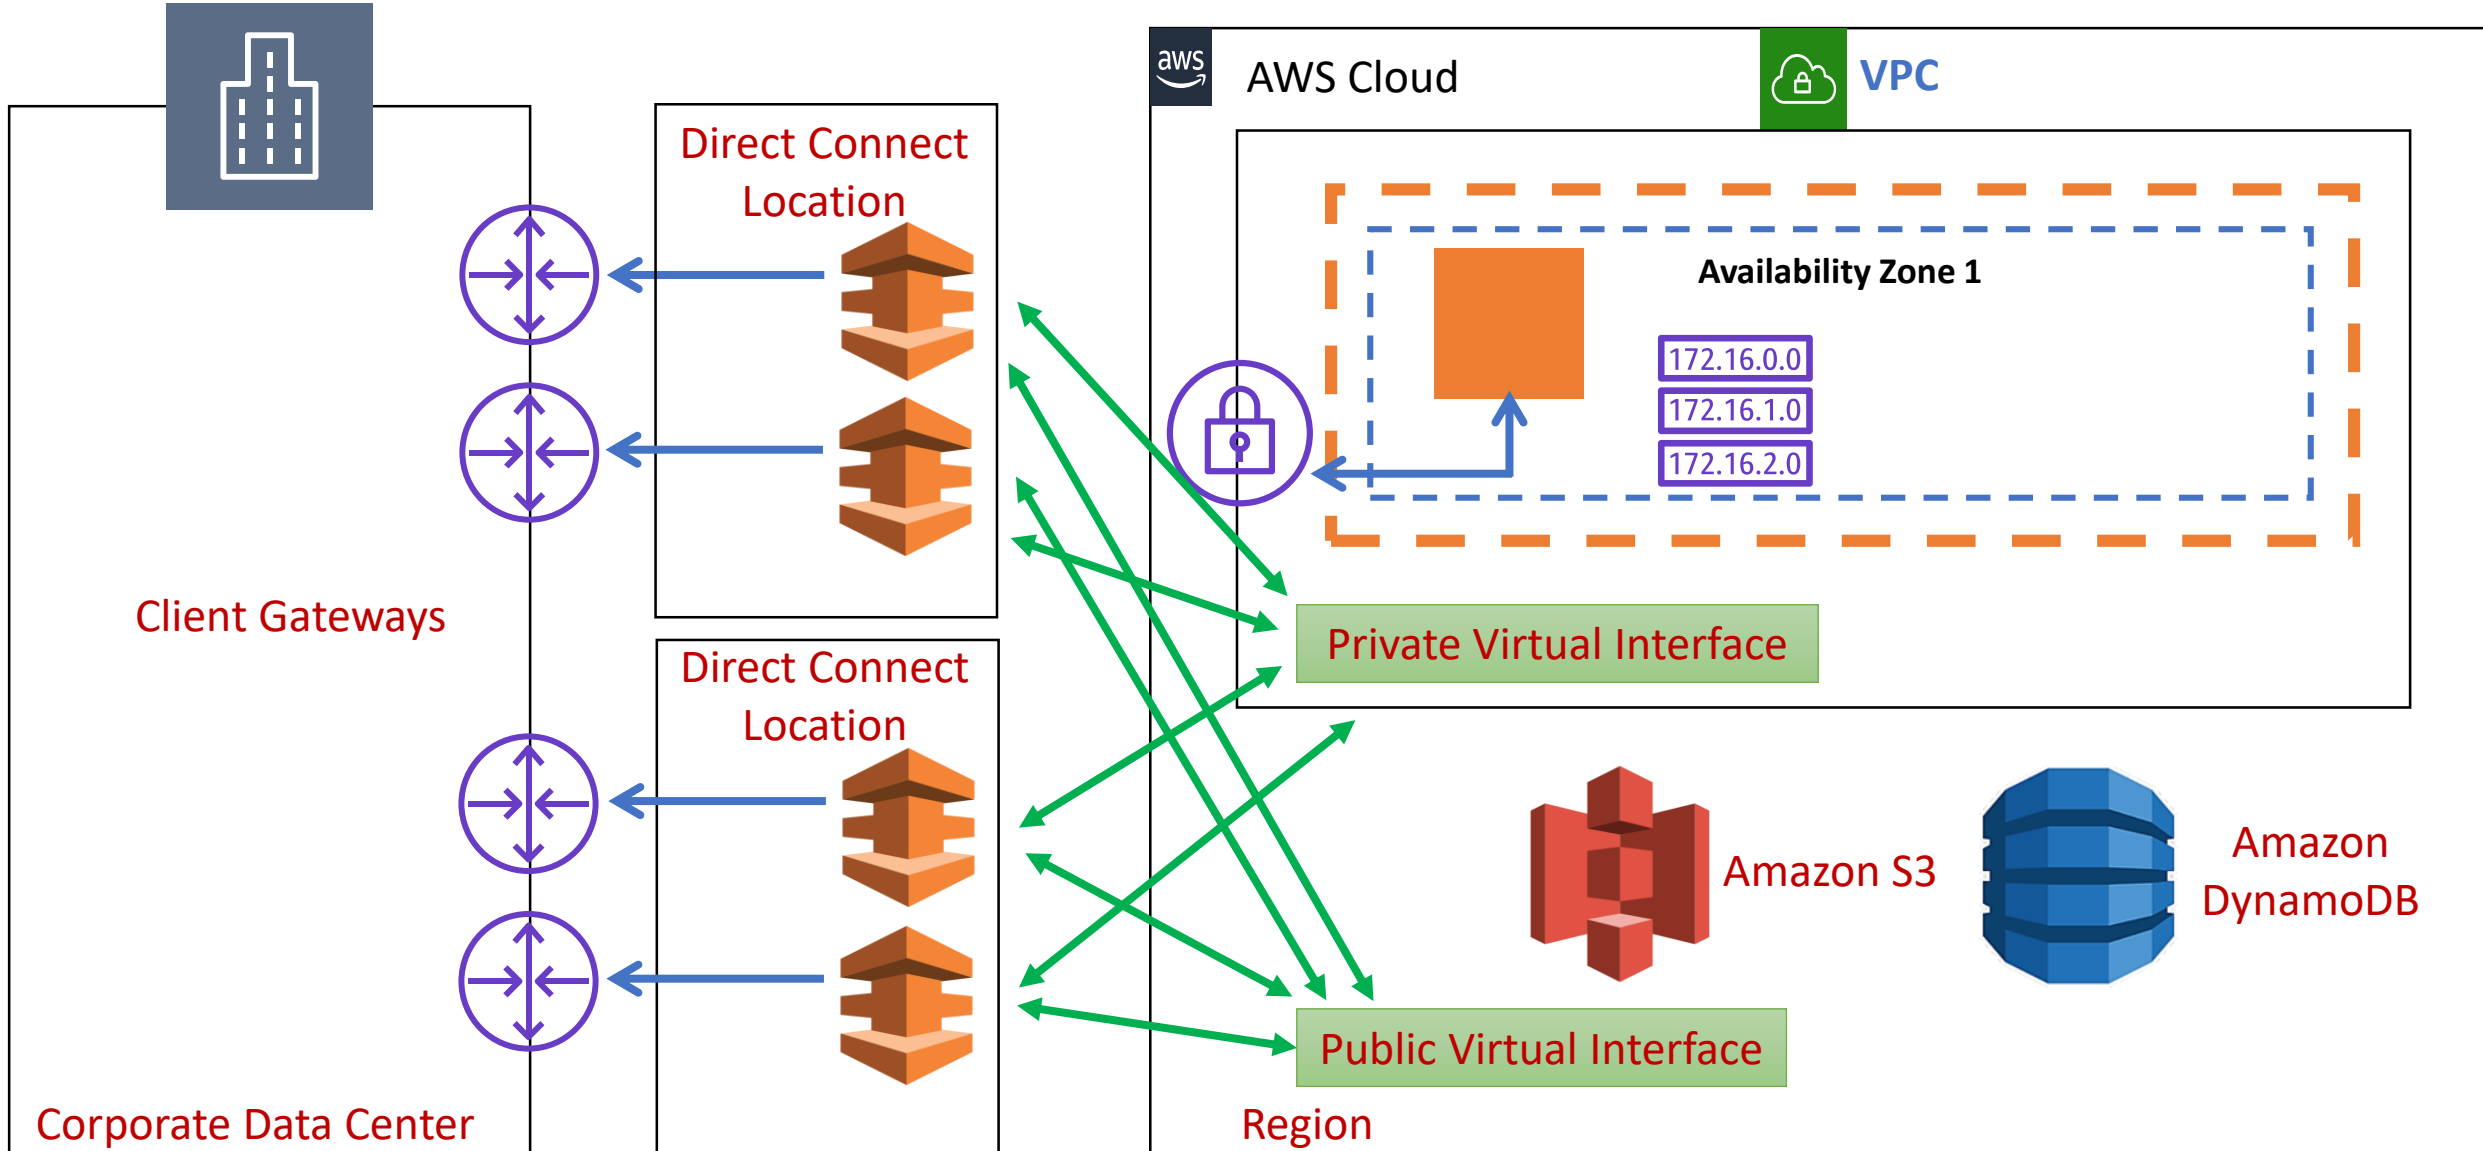 aws
AWS Cloud
VPC
Direct Connect
Location
Availability Zone 1
172.16.0.0
172.16.1.0
172.16.2.0
Client Gateways
Private Virtual Interface
Direct Connect
Location
Amazon S3
Amazon
DynamoDB
Public Virtual Interface
Corporate Data Center
Region